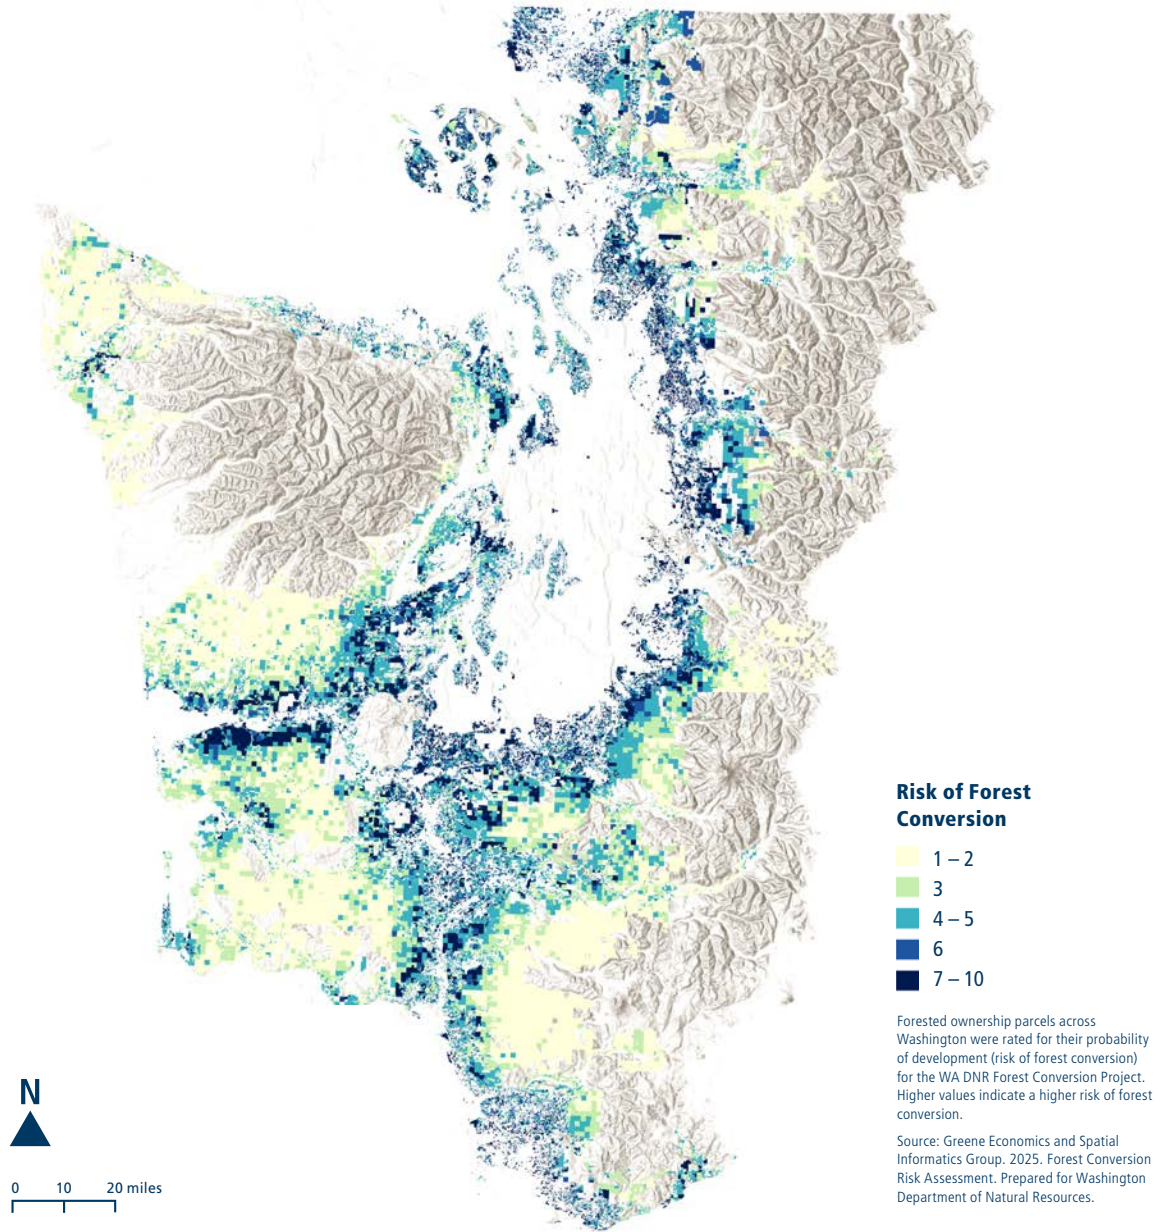 Risk of Forest
Conversion
1 – 2
3
4 – 5
6
7 – 10
Forested ownership parcels across
Washington were rated for their probability
of development (risk of forest conversion)
for the WA DNR Forest Conversion Project.
Higher values indicate a higher risk of forest
conversion.
Source: Greene Economics and Spatial
Informatics Group. 2025. Forest Conversion
Risk Assessment. Prepared for Washington
Department of Natural Resources.
N
0 10 20 miles